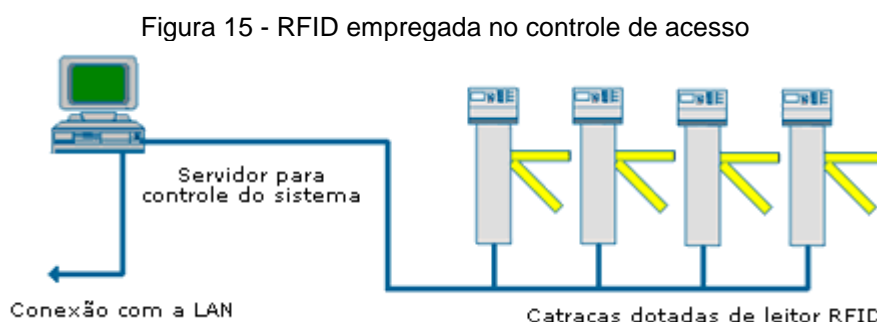 Figura 15 - RFID empregada no controle de acesso
Servidor para
controle do sistema
Conexão com a LAN
Catracas dotadas de leitor RFID